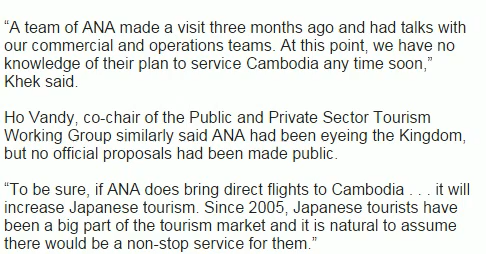 “A team of ANA made a visit three months ago and had talks with
our commercial and operations teams. At this point, we have no
knowledge of their plan to service Cambodia any time soon,”
Khek said.
Ho Vandy, co-chair of the Public and Private Sector Tourism
Working Group similarly said ANA had been eyeing the Kingdom,
but no official proposals had been made public.
“To be sure, if ANA does bring direct flights to Cambodia . . . it will
increase Japanese tourism. Since 2005, Japanese tourists have
been a big part of the tourism market and it is natural to assume
there would be a non-stop service for them.”